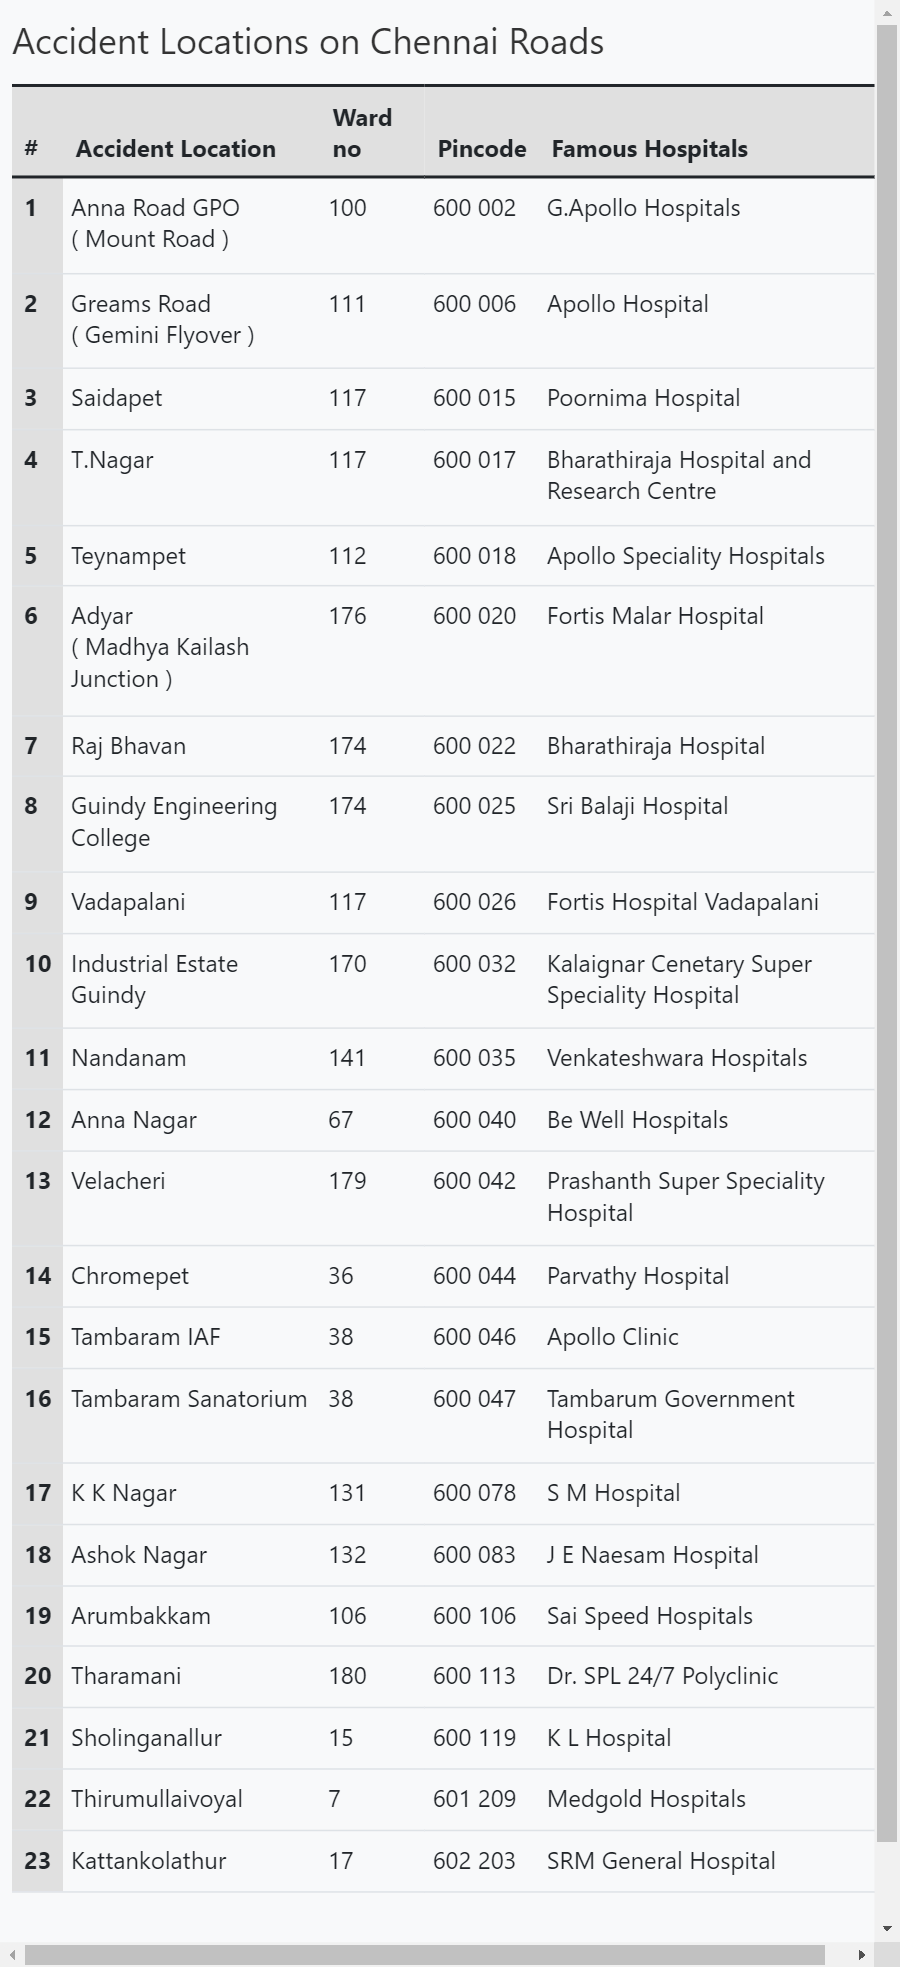 Accident Locations on Chennai Roads
# Accident Location Ward no Pincode Famous Hospitals
1 Anna Road GPO 100 600 002 G.Apollo Hospitals
( Mount Road )
2 Greams Road 111 600 006 Apollo Hospital
( Gemini Flyover )
3 Saidapet 117 600 015 Poornima Hospital
4 T.Nagar 117 600 017 Bharathiraja Hospital and
Research Centre
5 Teynampet 112 600 018 Apollo Speciality Hospitals
6 Adyar 176 600 020 Fortis Malar Hospital
( Madhya Kailash
Junction )
7 Raj Bhavan 174 600 022 Bharathiraja Hospital
8 Guindy Engineering 174 600 025 Sri Balaji Hospital
College
9 Vadapalani 117 600 026 Fortis Hospital Vadapalani
10 Industrial Estate 170 600 032 Kalaignar Cenetary Super
Guindy Speciality Hospital
11 Nandanam 141 600 035 Venkateshwara Hospitals
12 Anna Nagar 67 600 040 Be Well Hospitals
13 Velacheri 179 600 042 Prashanth Super Speciality
Hospital
14 Chromepet 36 600 044 Parvathy Hospital
15 Tambaram IAF 38 600 046 Apollo Clinic
16 Tambaram Sanatorium 38 600 047 Tambarum Government
Hospital
17 K K Nagar 131 600 078 S M Hospital
18 Ashok Nagar 132 600 083 J E Naesam Hospital
19 Arumbakkam 106 600 106 Sai Speed Hospitals
20 Tharamani 180 600 113 Dr. SPL 24/7 Polyclinic
21 Sholinganallur 15 600 119 K L Hospital
22 Thirumullaivoyal 7 601 209 Medgold Hospitals
23 Kattankolathur 17 602 203 SRM General Hospital